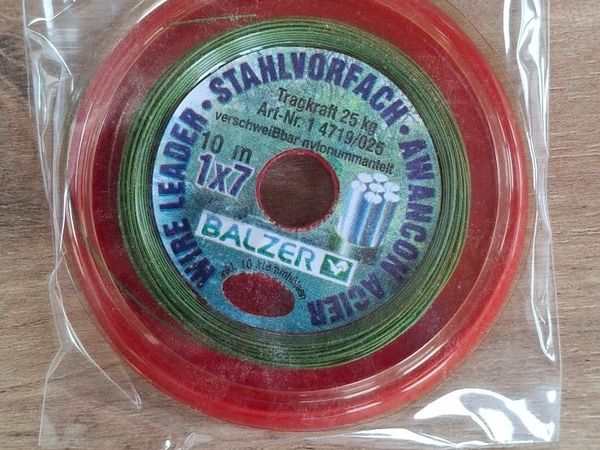 WIRE LEADER • STAHLVORFACH • AVANCON ACIER
Tragkraft 25 kg
Art-Nr. 1 4719/025
verschweißbar nylonummantelt
10 m
1x7
BALZER